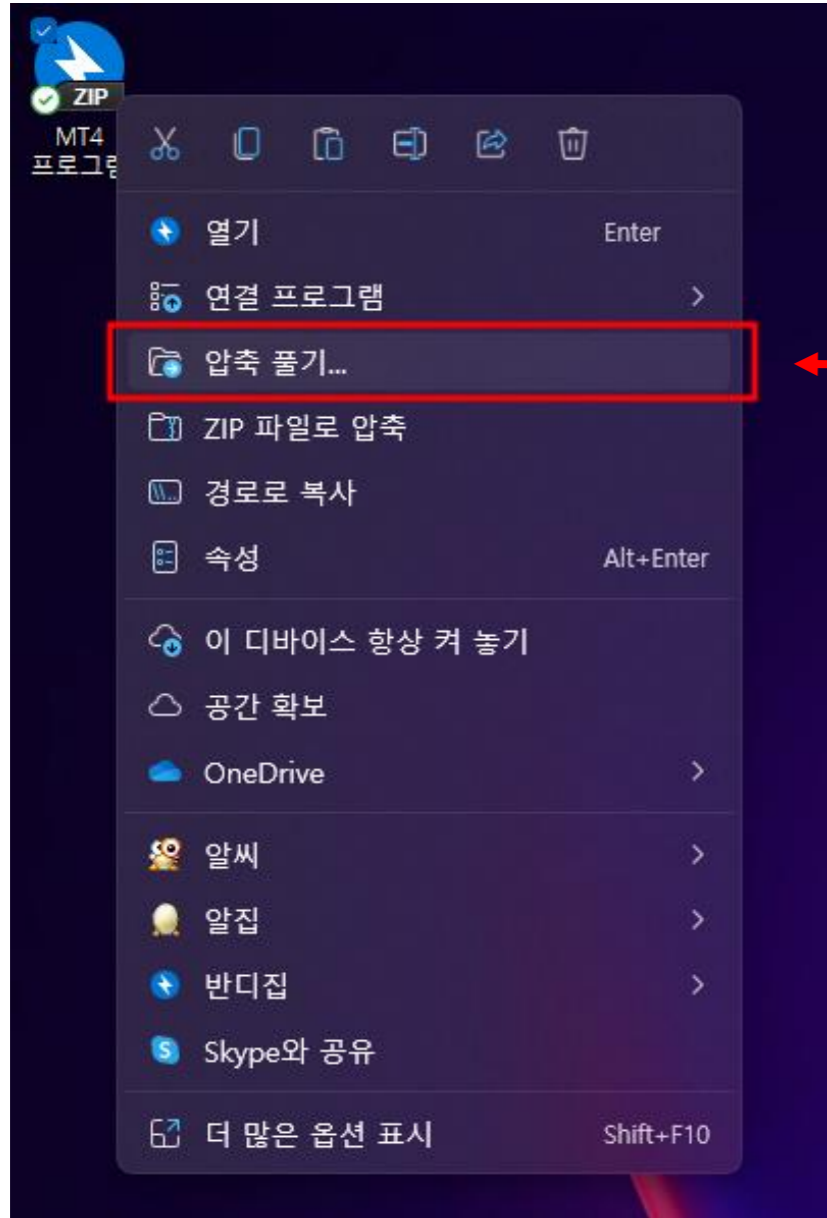 ZIP
MT4
프로그램
열기 Enter
연결 프로그램
압축 풀기...
ZIP 파일로 압축
경로로 복사
속성 Alt+Enter
이 디바이스 항상 켜 놓기
공간 확보
OneDrive
알씨
알집
반디집
Skype와 공유
더 많은 옵션 표시 Shift+F10